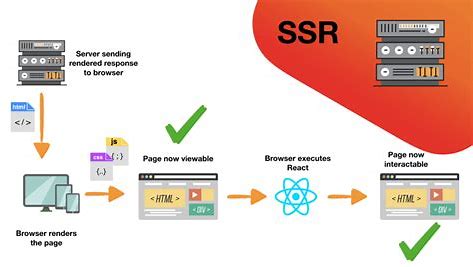 SSR
Server sending
rendered response
to browser
html
</>
js
{ ; }
css
{..}
Browser renders
the page
Page now viewable
< HTML >
< DIV >
Browser executes
React
Page now
interactable
< HTML >
< DIV >